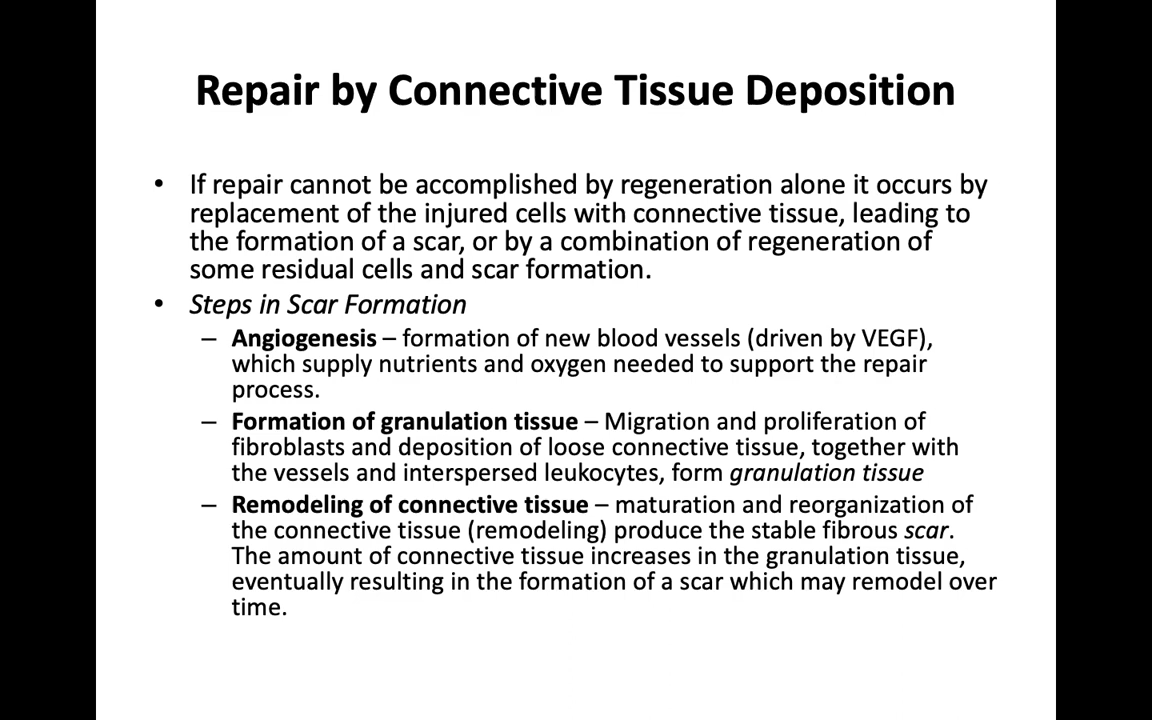 Repair by Connective Tissue Deposition
• If repair cannot be accomplished by regeneration alone it occurs by
replacement of the injured cells with connective tissue, leading to
the formation of a scar, or by a combination of regeneration of
some residual cells and scar formation.
• Steps in Scar Formation
– Angiogenesis – formation of new blood vessels (driven by VEGF),
which supply nutrients and oxygen needed to support the repair
process.
– Formation of granulation tissue – Migration and proliferation of
fibroblasts and deposition of loose connective tissue, together with
the vessels and interspersed leukocytes, form granulation tissue
– Remodeling of connective tissue – maturation and reorganization of
the connective tissue (remodeling) produce the stable fibrous scar.
The amount of connective tissue increases in the granulation tissue,
eventually resulting in the formation of a scar which may remodel over
time.